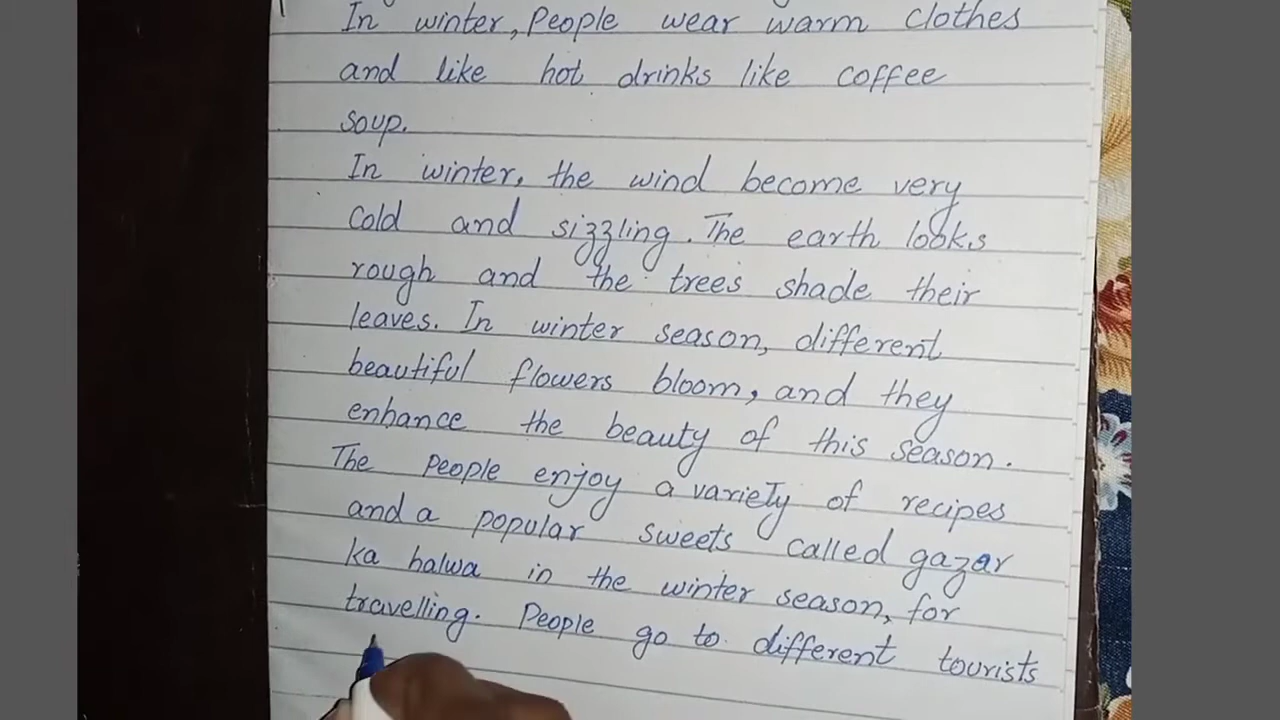 In winter, People wear warm clothes
and like hot drinks like coffee
soup.
In winter, the wind become very
cold and sizzling. The earth looks
rough and the trees shade their
leaves. In winter season, different
beautiful flowers bloom, and they
enhance the beauty of this season.
The people enjoy a variety of recipes
and a popular sweets called gazar
ka halwa in the winter season, for
travelling. People go to different tourists